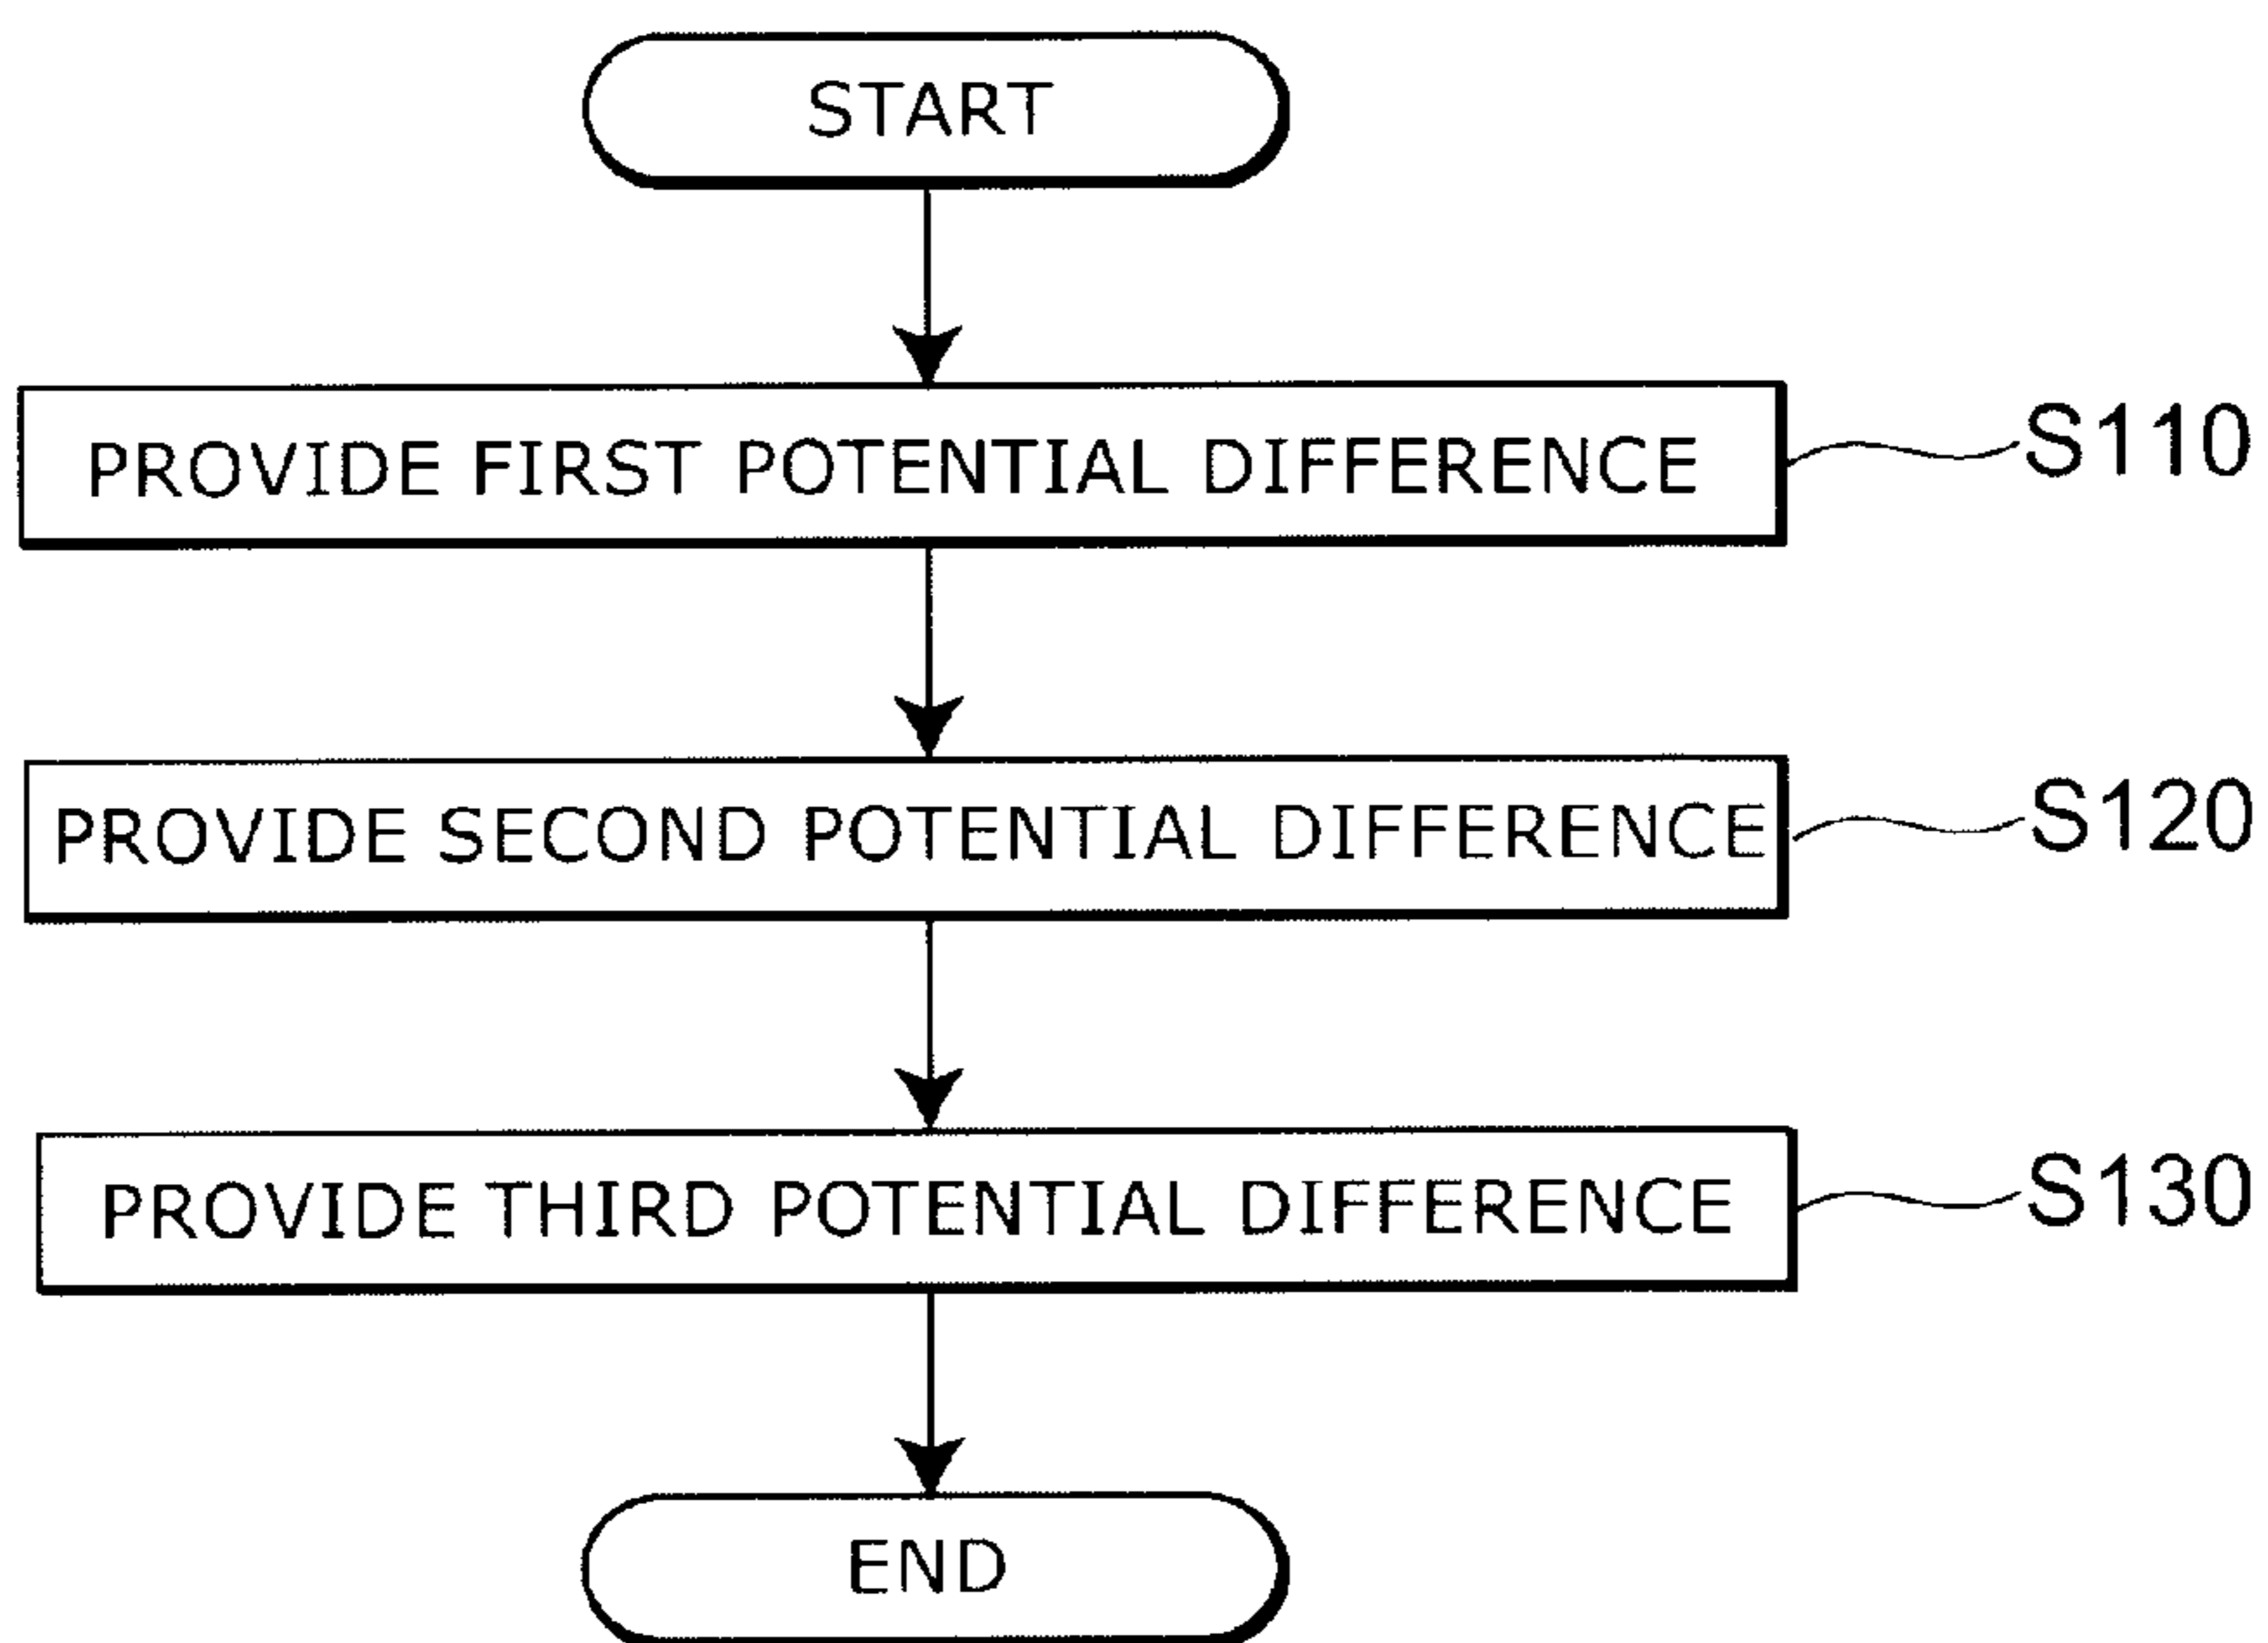 START
PROVIDE FIRST POTENTIAL DIFFERENCE
S110
PROVIDE SECOND POTENTIAL DIFFERENCE
S120
PROVIDE THIRD POTENTIAL DIFFERENCE
S130
END